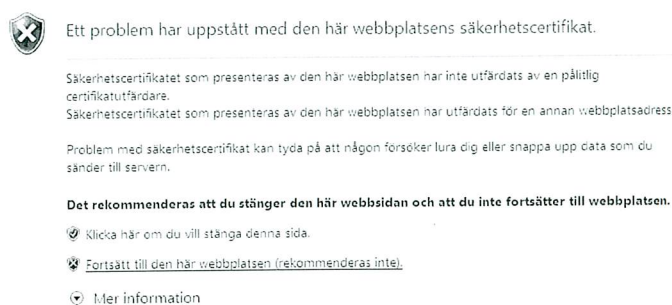 Ett problem har uppstått med den här webbplatsens säkerhetscertifikat.
Säkerhetscertifikatet som presenteras av den här webbplatsen har inte utfärdats av en pålitlig
certifikatutfärdare.
Säkerhetscertifikatet som presenteras av den här webbplatsen har utfärdats för en annan webbplatsadress
Problem med säkerhetscertifikat kan tyda på att någon försöker lura dig eller snappa upp data som du
sänder till servern.
Det rekommenderas att du stänger den här webbsidan och att du inte fortsätter till webbplatsen.
Klicka här om du vill stänga denna sida.
Fortsätt till den här webbplatsen (rekommenderas inte).
Mer information